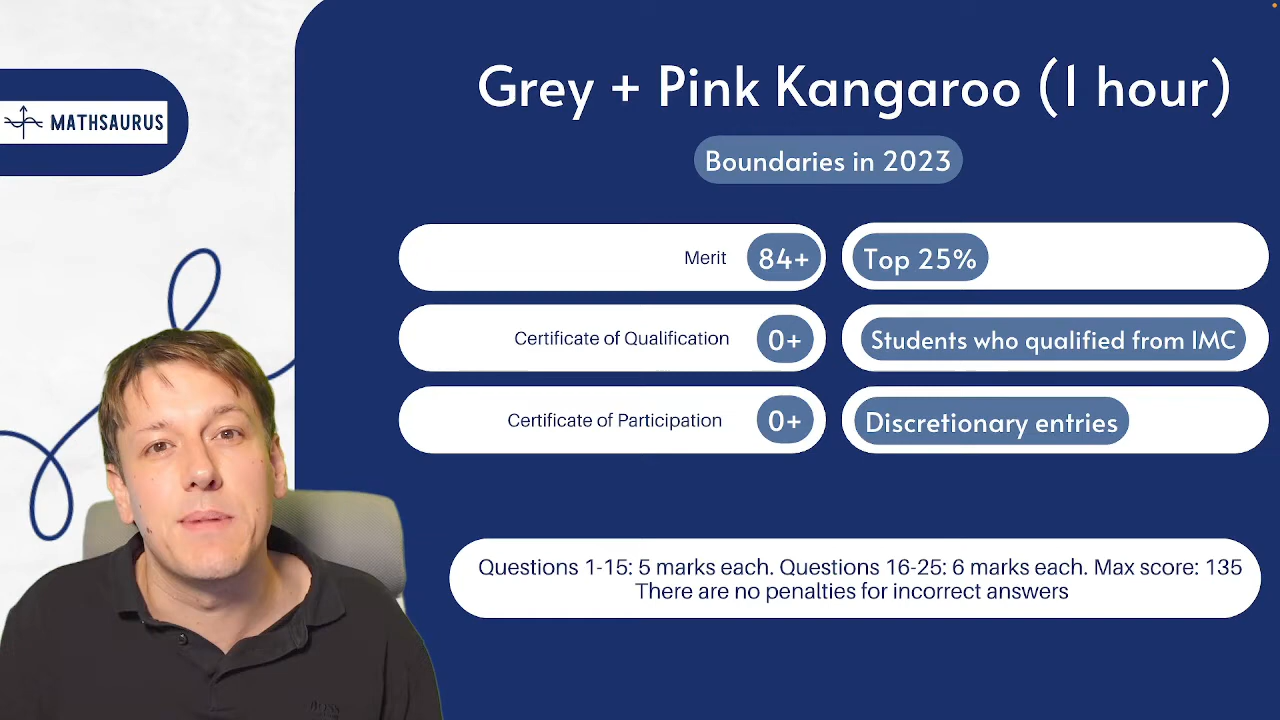 MATHSAURUS
Grey + Pink Kangaroo (1 hour)
Boundaries in 2023
Merit 84+ Top 25%
Certificate of Qualification 0+ Students who qualified from IMC
Certificate of Participation 0+ Discretionary entries
Questions 1-15: 5 marks each. Questions 16-25: 6 marks each. Max score: 135
There are no penalties for incorrect answers
BOSS